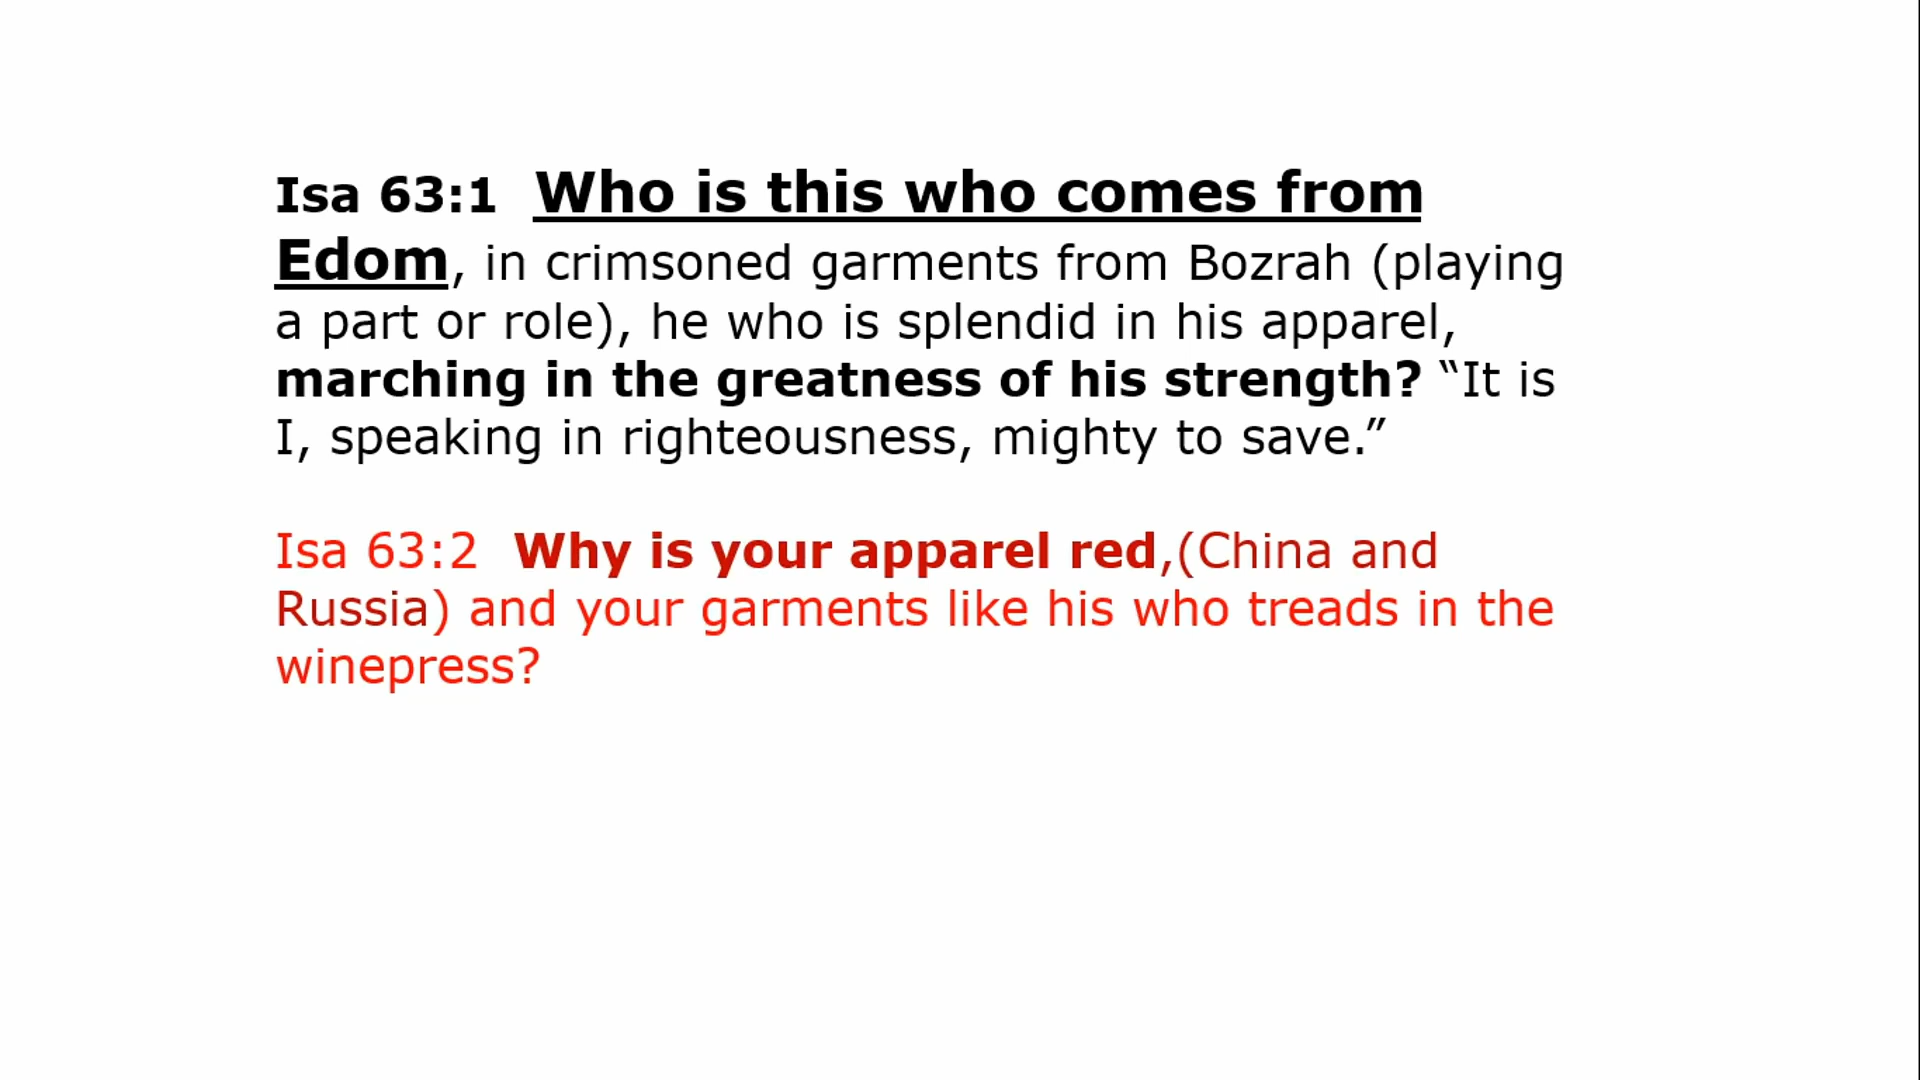 Isa 63:1  Who is this who comes from
Edom, in crimsoned garments from Bozrah (playing
a part or role), he who is splendid in his apparel,
marching in the greatness of his strength? “It is
I, speaking in righteousness, mighty to save.”
Isa 63:2  Why is your apparel red,(China and
Russia) and your garments like his who treads in the
winepress?